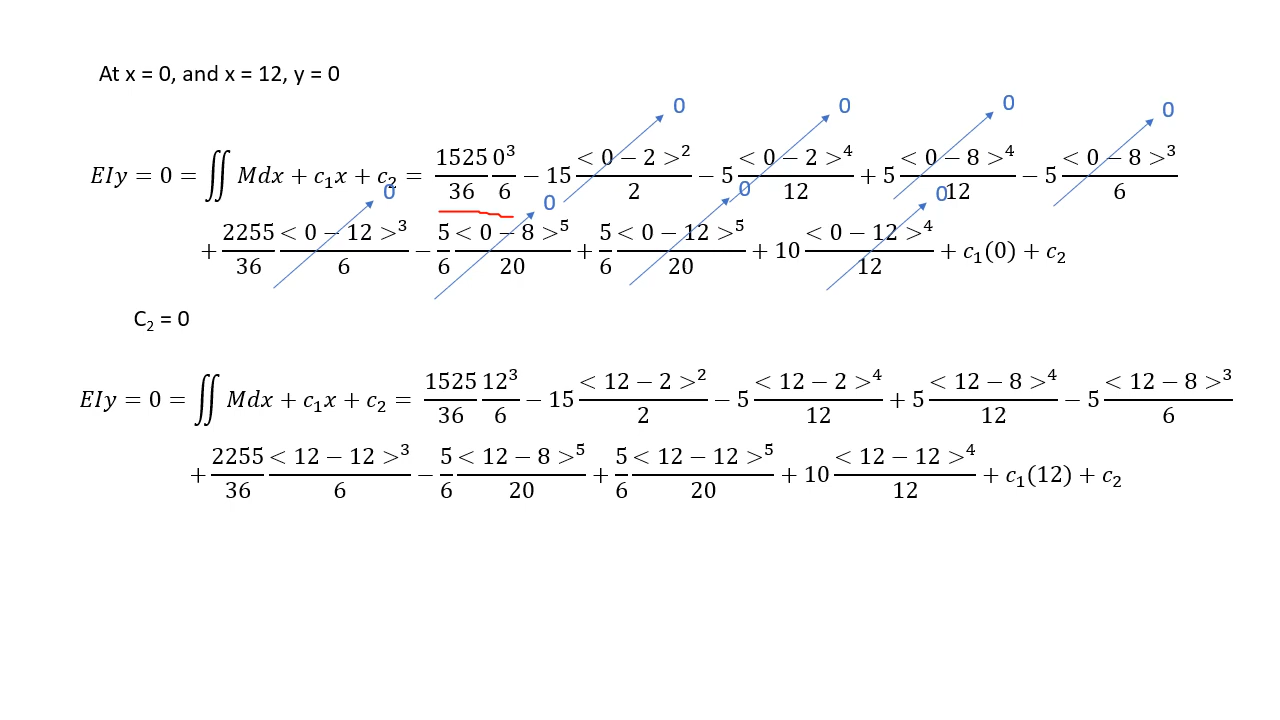 At x = 0, and x = 12, y = 0
0 0 0 0
EIy = 0 = ∬ Mdx + c₁x + c₂ = 1525/36 0³/6 − 15 <0 − 2>²/2 − 5 <0 − 2>⁴/12 + 5 <0 − 8>⁴/12 − 5 <0 − 8>³/6
0 0 0 0
+ 2255/36 <0 − 12>³/6 − 5/6 <0 − 8>⁵/20 + 5/6 <0 − 12>⁵/20 + 10 <0 − 12>⁴/12 + c₁(0) + c₂
C₂ = 0
EIy = 0 = ∬ Mdx + c₁x + c₂ = 1525/36 12³/6 − 15 <12 − 2>²/2 − 5 <12 − 2>⁴/12 + 5 <12 − 8>⁴/12 − 5 <12 − 8>³/6
+ 2255/36 <12 − 12>³/6 − 5/6 <12 − 8>⁵/20 + 5/6 <12 − 12>⁵/20 + 10 <12 − 12>⁴/12 + c₁(12) + c₂